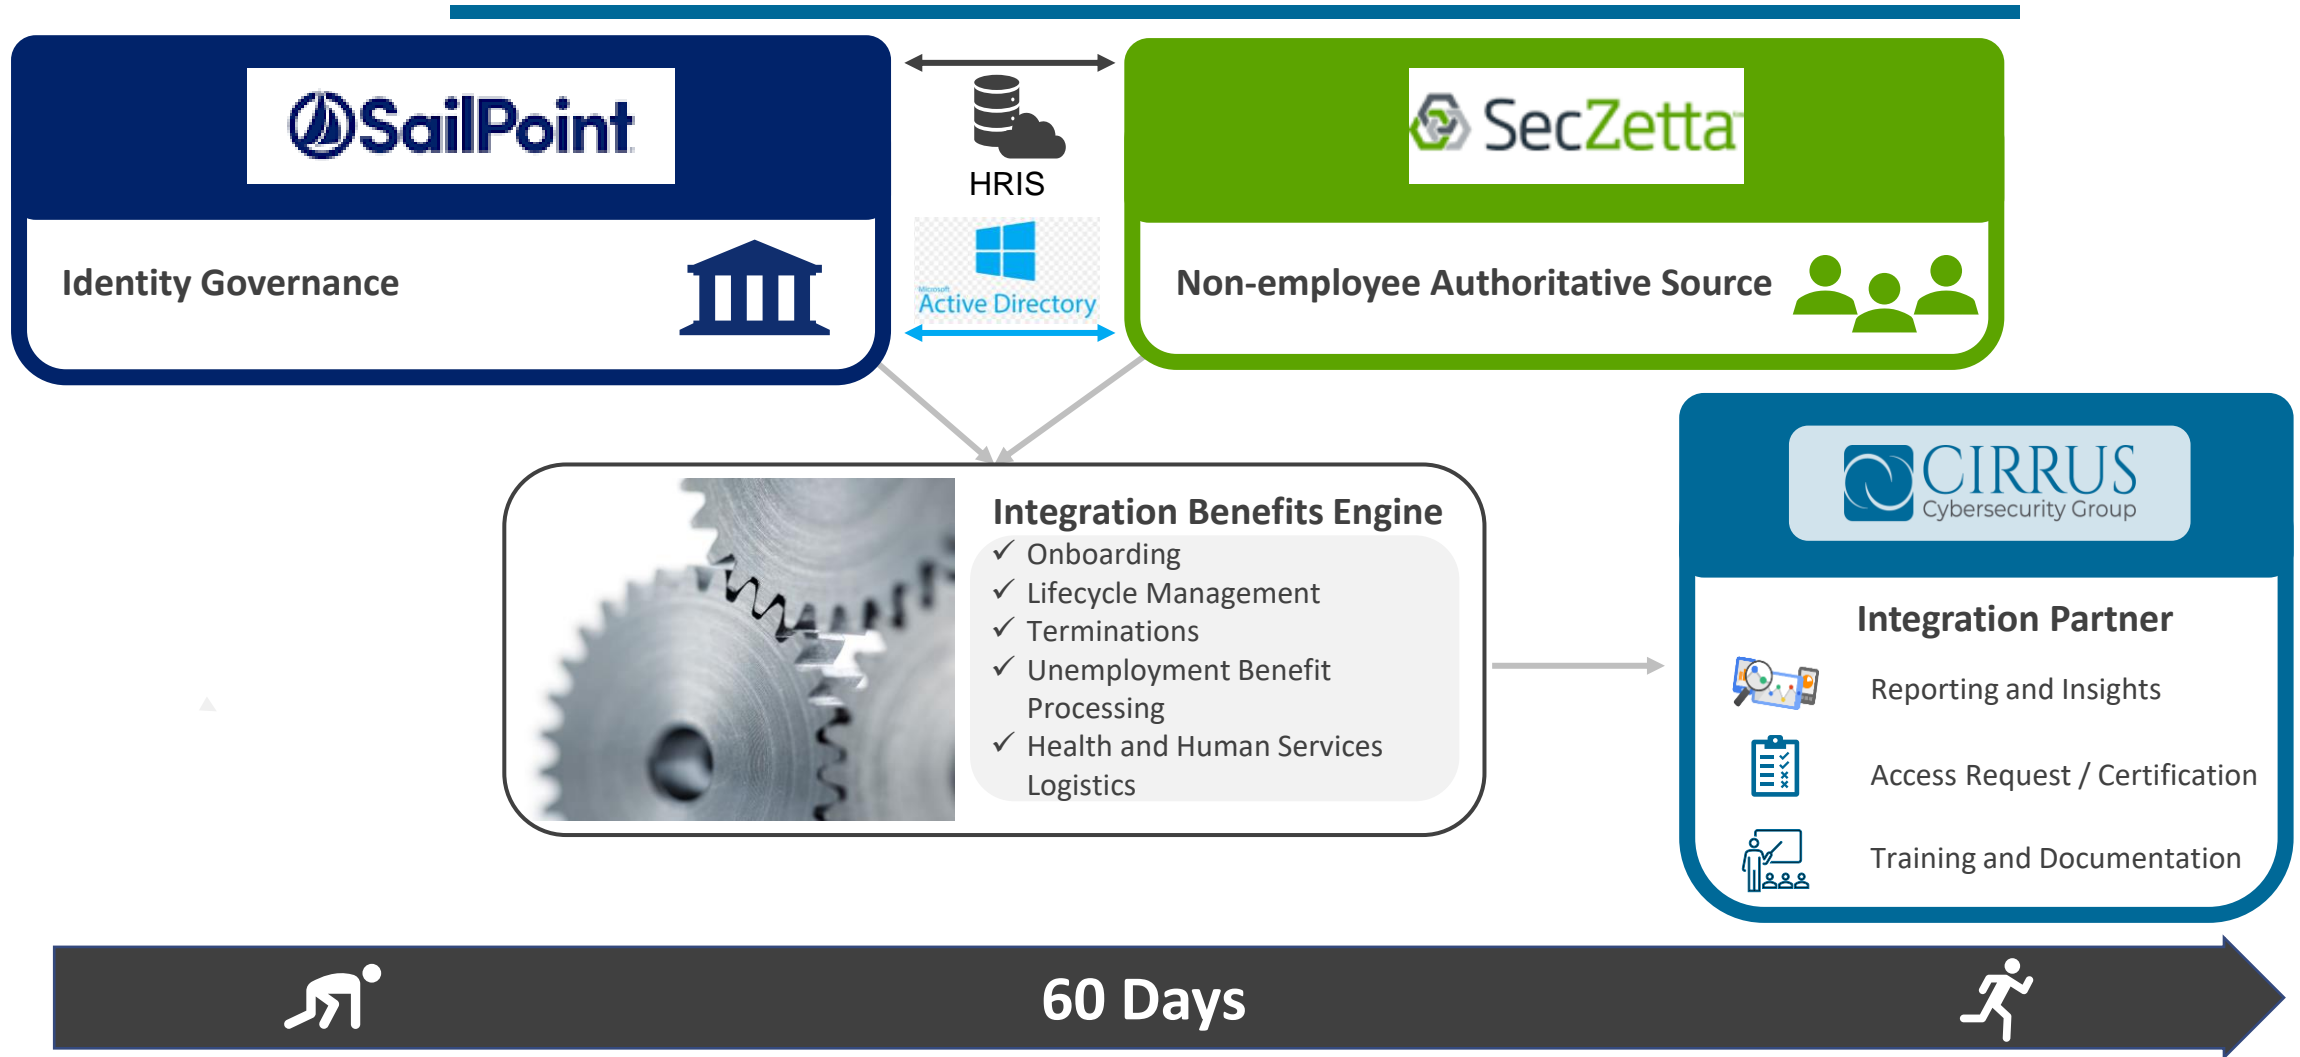 SailPoint
HRIS
SecZetta
Identity Governance
Microsoft
Active Directory
Non-employee Authoritative Source
CIRRUS
Cybersecurity Group
Integration Benefits Engine
✓ Onboarding
✓ Lifecycle Management
✓ Terminations
✓ Unemployment Benefit
Processing
✓ Health and Human Services
Logistics
Integration Partner
Reporting and Insights
Access Request / Certification
Training and Documentation
60 Days